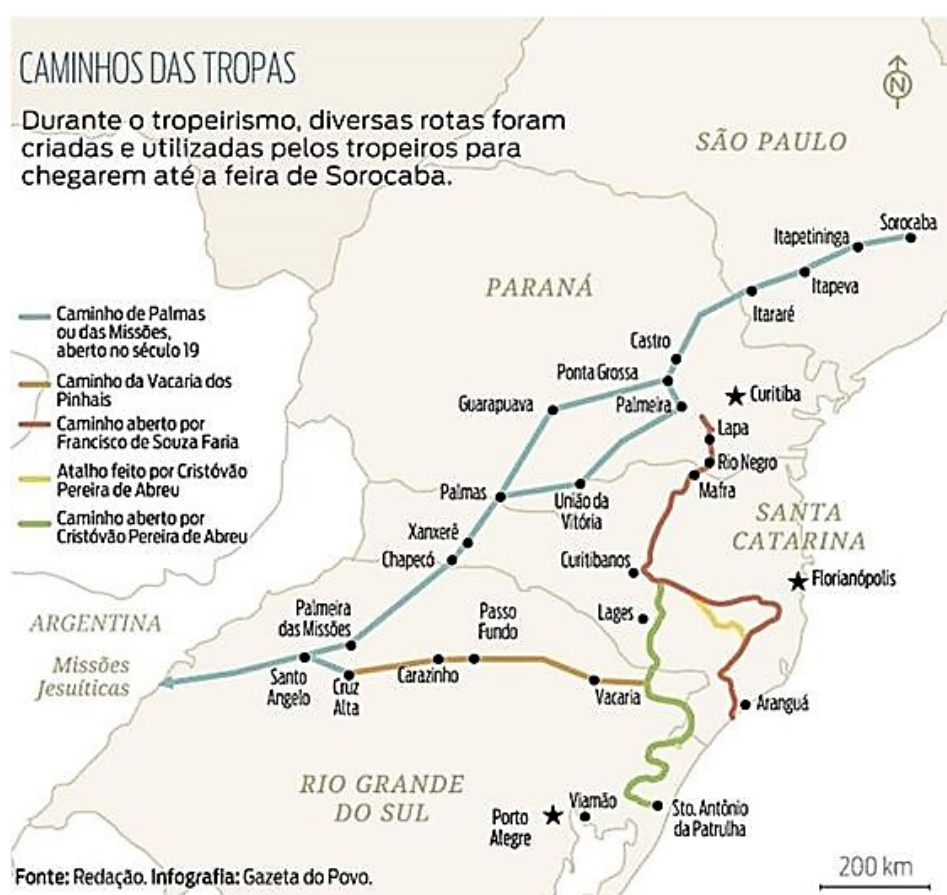 CAMINHOS DAS TROPAS
Durante o tropeirismo, diversas rotas foram
criadas e utilizadas pelos tropeiros para
chegarem até a feira de Sorocaba.
N
SÃO PAULO
Sorocaba
Itapetininga
Itapeva
Itararé
PARANÁ
Caminho de Palmas
ou das Missões,
aberto no século 19
Caminho da Vacaria dos
Pinhais
Caminho aberto por
Francisco de Souza Faria
Atalho feito por Cristóvão
Pereira de Abreu
Caminho aberto por
Cristóvão Pereira de Abreu
Castro
Ponta Grossa
Guarapuava
Palmeira
Curitiba
Lapa
Rio Negro
Mafra
Palmas
União da
Vitória
SANTA
CATARINA
Xanxerê
Chapecó
Curitibanos
Florianópolis
Lages
ARGENTINA
Missões
Jesuíticas
Palmeira
das Missões
Passo
Fundo
Santo
Angelo
Cruz
Alta
Carazinho
Vacaria
Aranguá
RIO GRANDE
DO SUL
Porto
Alegre
Viamão
Sto. Antônio
da Patrulha
200 km
Fonte: Redação. Infografia: Gazeta do Povo.